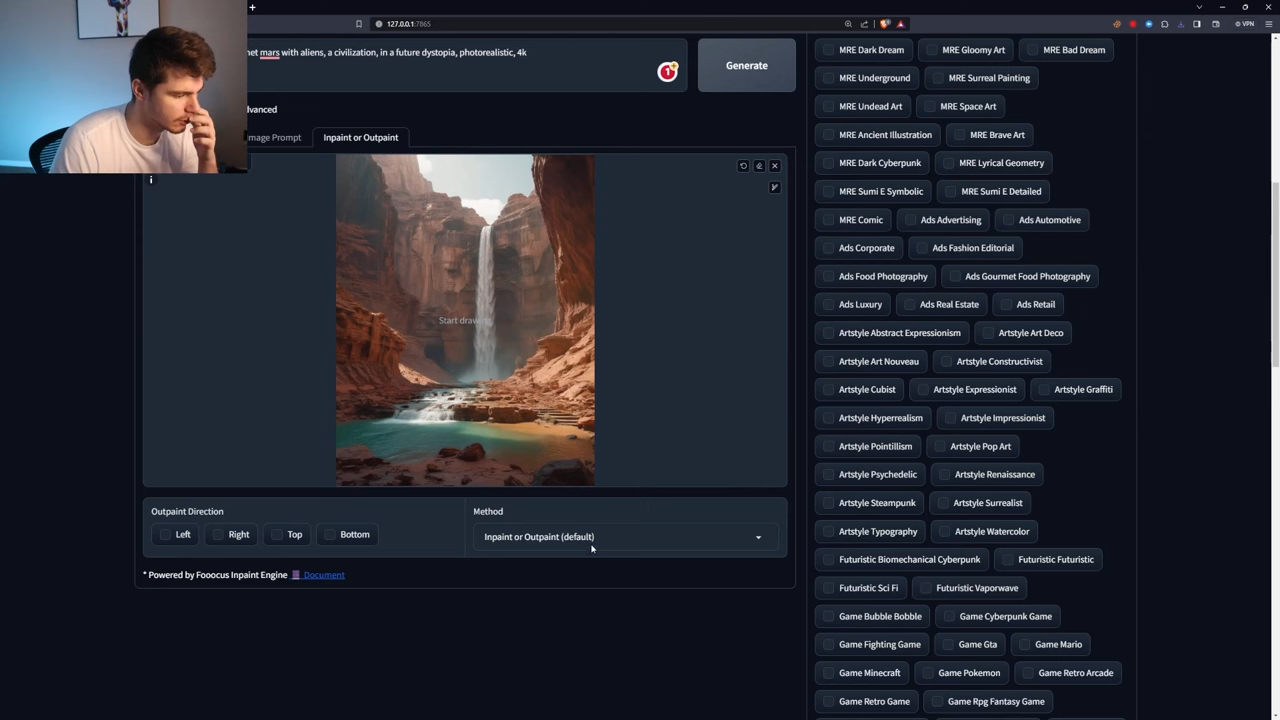 127.0.0.1:7865
VPN
net mars with aliens, a civilization, in a future dystopia, photorealistic, 4k
1
Generate
Image Prompt
Inpaint or Outpaint
i
Start drawing
Outpaint Direction
Left
Right
Top
Bottom
Method
Inpaint or Outpaint (default)
* Powered by Fooocus Inpaint Engine
Document
MRE Dark Dream
MRE Gloomy Art
MRE Bad Dream
MRE Underground
MRE Surreal Painting
MRE Undead Art
MRE Space Art
MRE Ancient Illustration
MRE Brave Art
MRE Dark Cyberpunk
MRE Lyrical Geometry
MRE Sumi E Symbolic
MRE Sumi E Detailed
MRE Comic
Ads Advertising
Ads Automotive
Ads Corporate
Ads Fashion Editorial
Ads Food Photography
Ads Gourmet Food Photography
Ads Luxury
Ads Real Estate
Ads Retail
Artstyle Abstract Expressionism
Artstyle Art Deco
Artstyle Art Nouveau
Artstyle Constructivist
Artstyle Cubist
Artstyle Expressionist
Artstyle Graffiti
Artstyle Hyperrealism
Artstyle Impressionist
Artstyle Pointillism
Artstyle Pop Art
Artstyle Psychedelic
Artstyle Renaissance
Artstyle Steampunk
Artstyle Surrealist
Artstyle Typography
Artstyle Watercolor
Futuristic Biomechanical Cyberpunk
Futuristic Futuristic
Futuristic Sci Fi
Futuristic Vaporwave
Game Bubble Bobble
Game Cyberpunk Game
Game Fighting Game
Game Gta
Game Mario
Game Minecraft
Game Pokemon
Game Retro Arcade
Game Retro Game
Game Rpg Fantasy Game